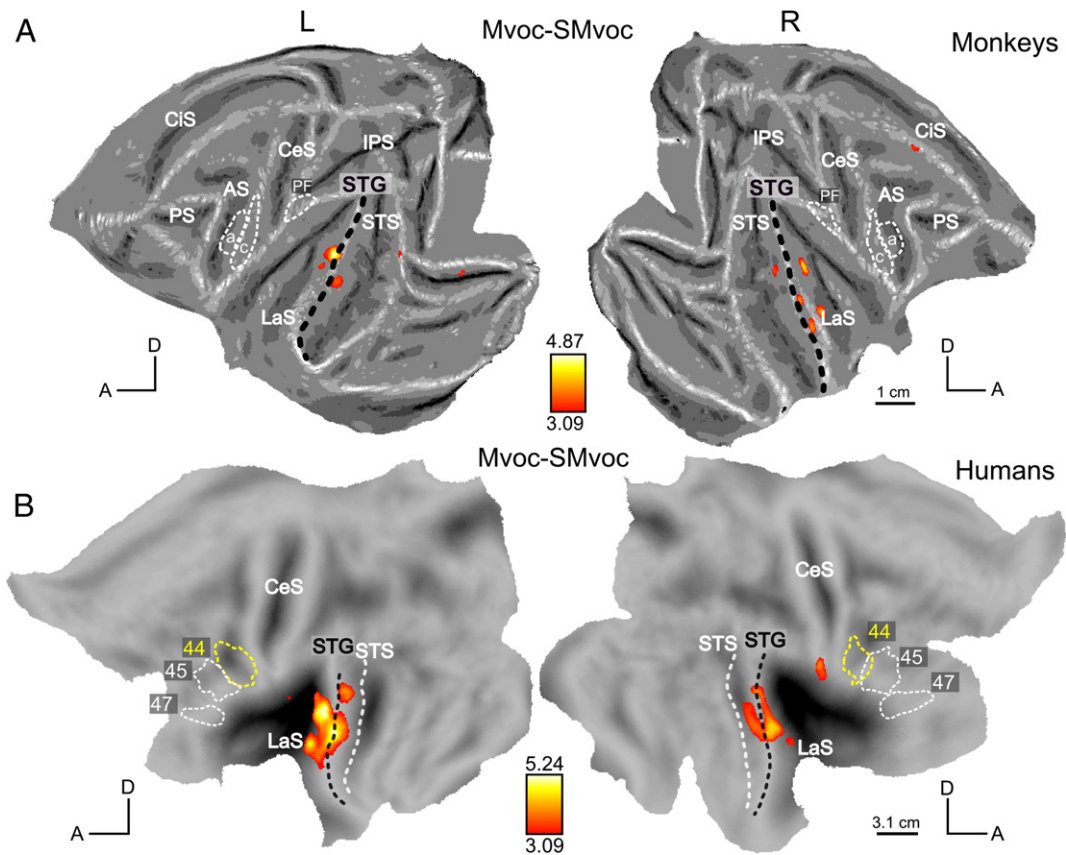 A
L
Mvoc-SMvoc
R
Monkeys
CiS
CeS
IPS
AS
PF
STG
PS
STS
a
c
LaS
IPS
CiS
CeS
STG
PF
AS
STS
PS
a
c
LaS
D
A
4.87
3.09
D
A
1 cm
Mvoc-SMvoc
Humans
B
CeS
STG
STS
44
45
47
LaS
D
A
5.24
3.09
CeS
STS
STG
44
45
47
LaS
D
A
3.1 cm